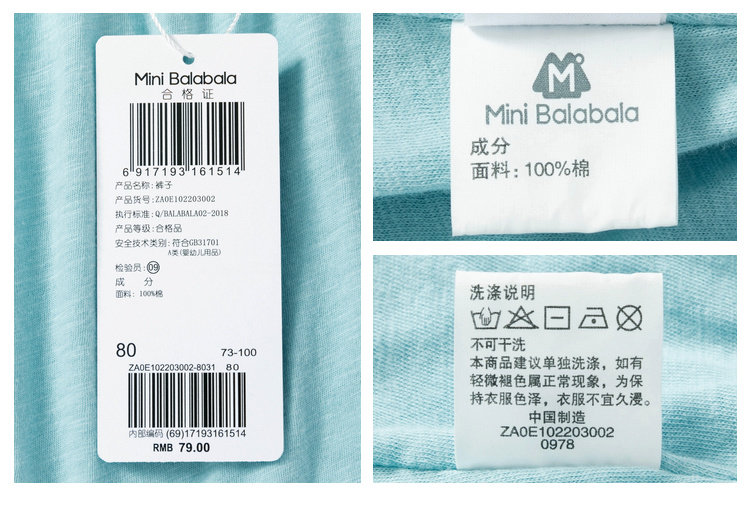 Mini Balabala
合格证
6 917193 161514
产品名称: 裤子
产品货号: ZA0E102203002
执行标准: Q/BALABALA02-2018
产品等级: 合格品
安全技术类别: 符合GB31701
A类(婴幼儿用品)
检验员: 09
成 分
面料: 100%棉
80 73-100
ZA0E102203002-8031 80
内部编码 (69)17193161514
RMB 79.00
M
Mini Balabala
成分
面料: 100%棉
洗涤说明
不可干洗
本商品建议单独洗涤，如有
轻微褪色属正常现象，为保
持衣服色泽，衣服不宜久浸。
中国制造
ZA0E102203002
0978